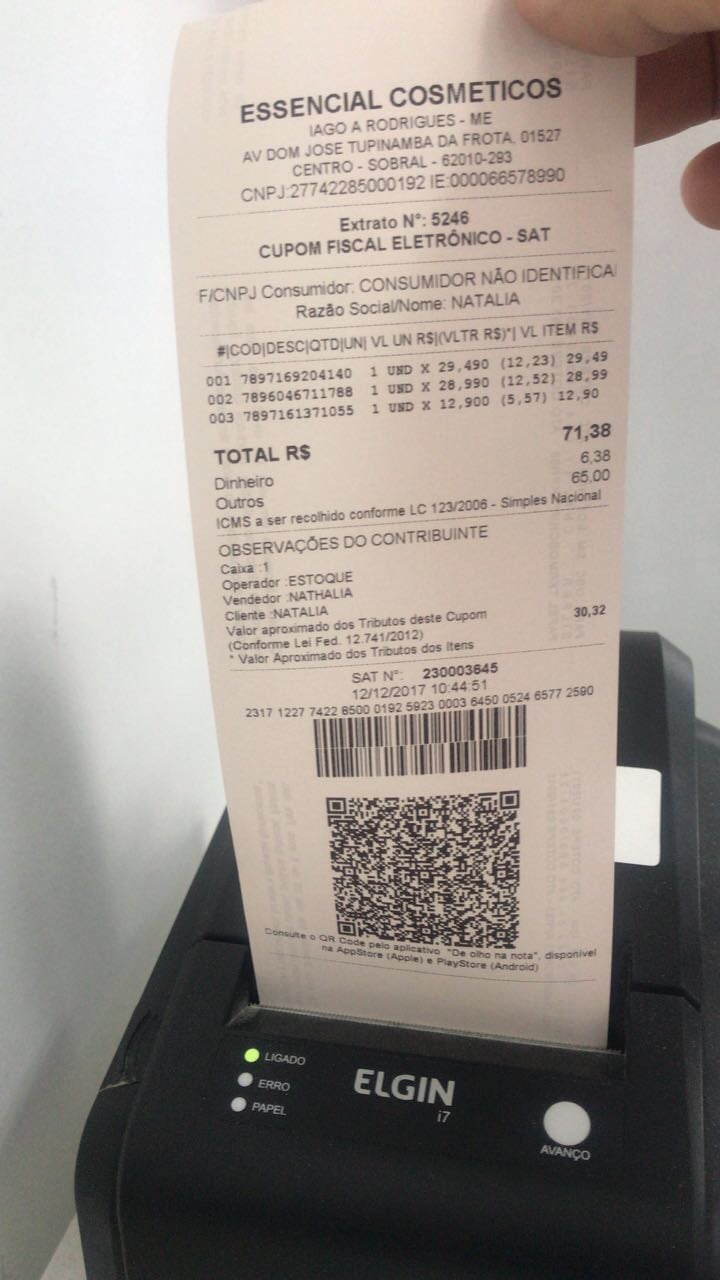 ESSENCIAL COSMETICOS
IAGO A RODRIGUES - ME
AV DOM JOSE TUPINAMBA DA FROTA, 01527
CENTRO - SOBRAL - 62010-293
CNPJ:27742285000192 IE:000066578990
Extrato N°: 5246
CUPOM FISCAL ELETRÔNICO - SAT
F/CNPJ Consumidor: CONSUMIDOR NÃO IDENTIFICA
Razão Social/Nome: NATALIA
#|COD|DESC|QTD|UN| VL UN R$|(VLTR R$)*| VL ITEM R$
001 7897169204140 1 UND X 29,490 (12,23) 29,49
002 7896046711788 1 UND X 28,990 (12,52) 28,99
003 7897161371055 1 UND X 12,900 (5,57) 12,90
TOTAL R$ 71,38
Dinheiro 6,38
Outros 65,00
ICMS a ser recolhido conforme LC 123/2006 - Simples Nacional
OBSERVAÇÕES DO CONTRIBUINTE
Caixa :1
Operador :ESTOQUE
Vendedor :NATHALIA
Cliente :NATALIA
Valor aproximado dos Tributos deste Cupom 30,32
(Conforme Lei Fed. 12.741/2012)
* Valor Aproximado dos Tributos dos Itens
SAT N°: 230003645
12/12/2017 10:44:51
2317 1227 7422 8500 0192 5923 0003 6450 0524 6577 2590
Consulte o QR Code pelo aplicativo "De olho na nota", disponível
na AppStore (Apple) e PlayStore (Android)
LIGADO
ERRO
PAPEL
ELGIN
i7
AVANÇO